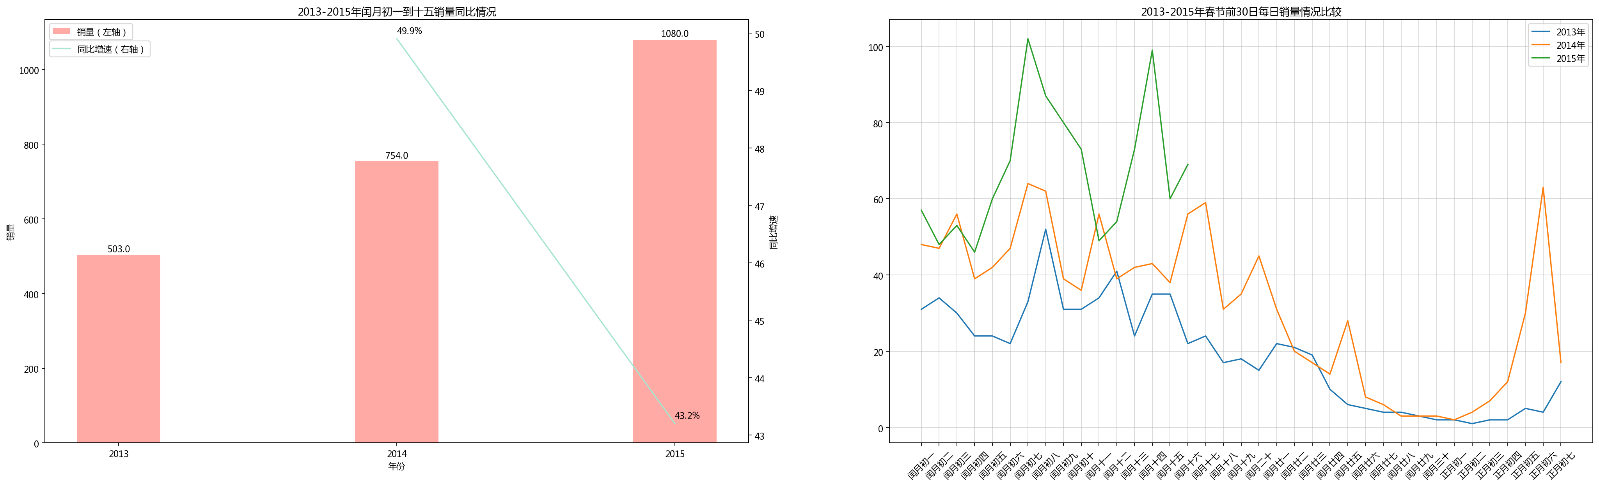 2013-2015年闰月初一到十五销量同比情况
销量（左轴）
同比增速（右轴）
49.9%
1080.0
754.0
503.0
43.2%
1000
800
600
400
200
0
销量
50
49
48
47
46
45
44
43
同比增速
2013
2014
2015
年份
2013-2015年春节前30日每日销量情况比较
2013年
2014年
2015年
100
80
60
40
20
0
闰月初一
闰月初二
闰月初三
闰月初四
闰月初五
闰月初六
闰月初七
闰月初八
闰月初九
闰月初十
闰月十一
闰月十二
闰月十三
闰月十四
闰月十五
闰月十六
闰月十七
闰月十八
闰月十九
闰月二十
闰月廿一
闰月廿二
闰月廿三
闰月廿四
闰月廿五
闰月廿六
闰月廿七
闰月廿八
闰月廿九
闰月三十
正月初一
正月初二
正月初三
正月初四
正月初五
正月初六
正月初七